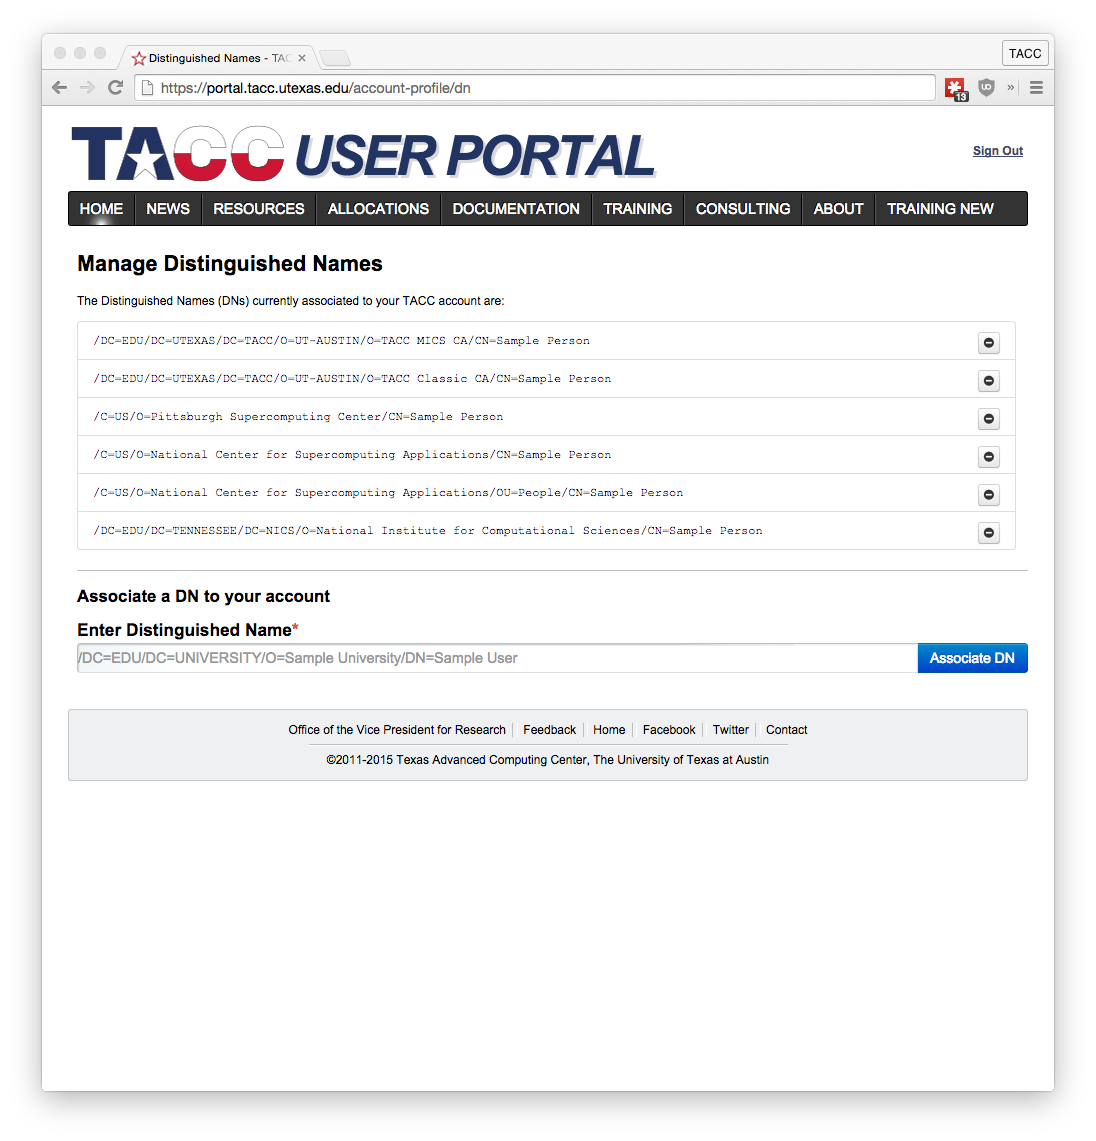 Distinguished Names - TAC
TACC
https://portal.tacc.utexas.edu/account-profile/dn
13
UD
»
TACC USER PORTAL
Sign Out
HOME NEWS RESOURCES ALLOCATIONS DOCUMENTATION TRAINING CONSULTING ABOUT TRAINING NEW
Manage Distinguished Names
The Distinguished Names (DNs) currently associated to your TACC account are:
/DC=EDU/DC=UTEXAS/DC=TACC/O=UT-AUSTIN/O=TACC MICS CA/CN=Sample Person
/DC=EDU/DC=UTEXAS/DC=TACC/O=UT-AUSTIN/O=TACC Classic CA/CN=Sample Person
/C=US/O=Pittsburgh Supercomputing Center/CN=Sample Person
/C=US/O=National Center for Supercomputing Applications/CN=Sample Person
/C=US/O=National Center for Supercomputing Applications/OU=People/CN=Sample Person
/DC=EDU/DC=TENNESSEE/DC=NICS/O=National Institute for Computational Sciences/CN=Sample Person
Associate a DN to your account
Enter Distinguished Name*
/DC=EDU/DC=UNIVERSITY/O=Sample University/DN=Sample User
Associate DN
Office of the Vice President for Research Feedback Home Facebook Twitter Contact
©2011-2015 Texas Advanced Computing Center, The University of Texas at Austin